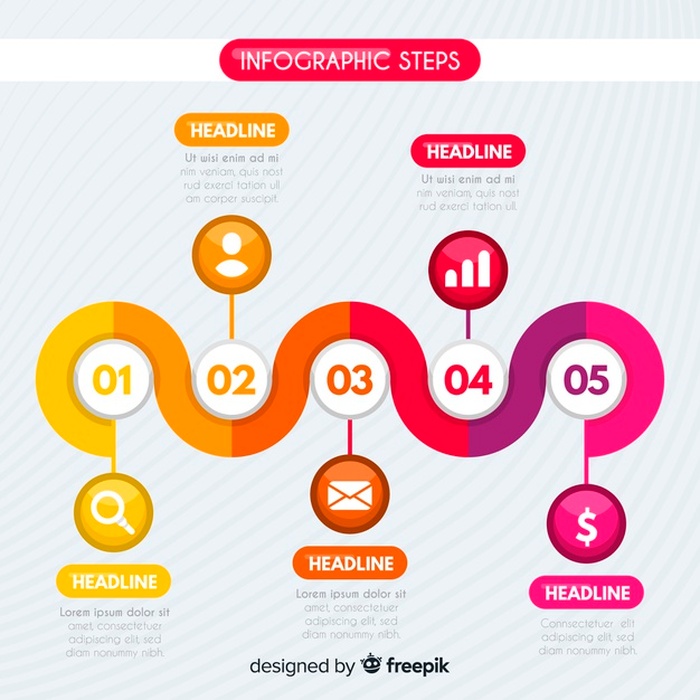 INFOGRAPHIC STEPS
HEADLINE
Ut wisi enim ad mi
nim veniam, quis nost
rud exerci tation ull
am corper suscipit.
HEADLINE
Ut wisi enim ad mi
nim veniam, quis nost
rud exerci tation ull.
01
02
03
04
05
$
HEADLINE
Lorem ipsum dolor sit
amet, consectetuer
adipiscing elit, sed
diam nonummy nibh.
HEADLINE
Lorem ipsum dolor sit
amet, consectetuer
adipiscing elit, sed
diam nonummy nibh.
HEADLINE
Consectetuer elit
adipiscing elit, sed
diam nonummy nibh.
designed by freepik